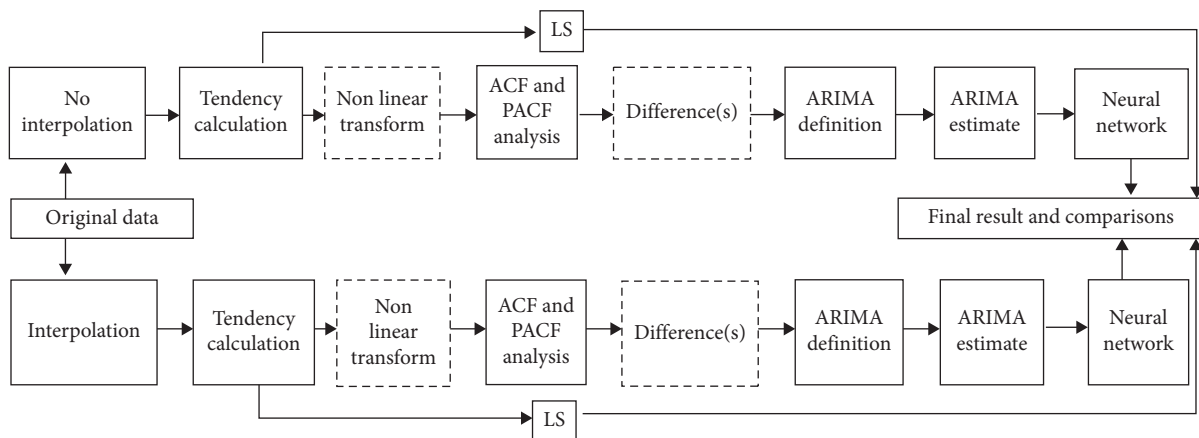 LS
No
interpolation
Tendency
calculation
Non linear
transform
ACF and
PACF
analysis
Difference(s)
ARIMA
definition
ARIMA
estimate
Neural
network
Original data
Final result and comparisons
Interpolation
Tendency
calculation
Non
linear
transform
ACF and
PACF
analysis
Difference(s)
ARIMA
definition
ARIMA
estimate
Neural
network
LS